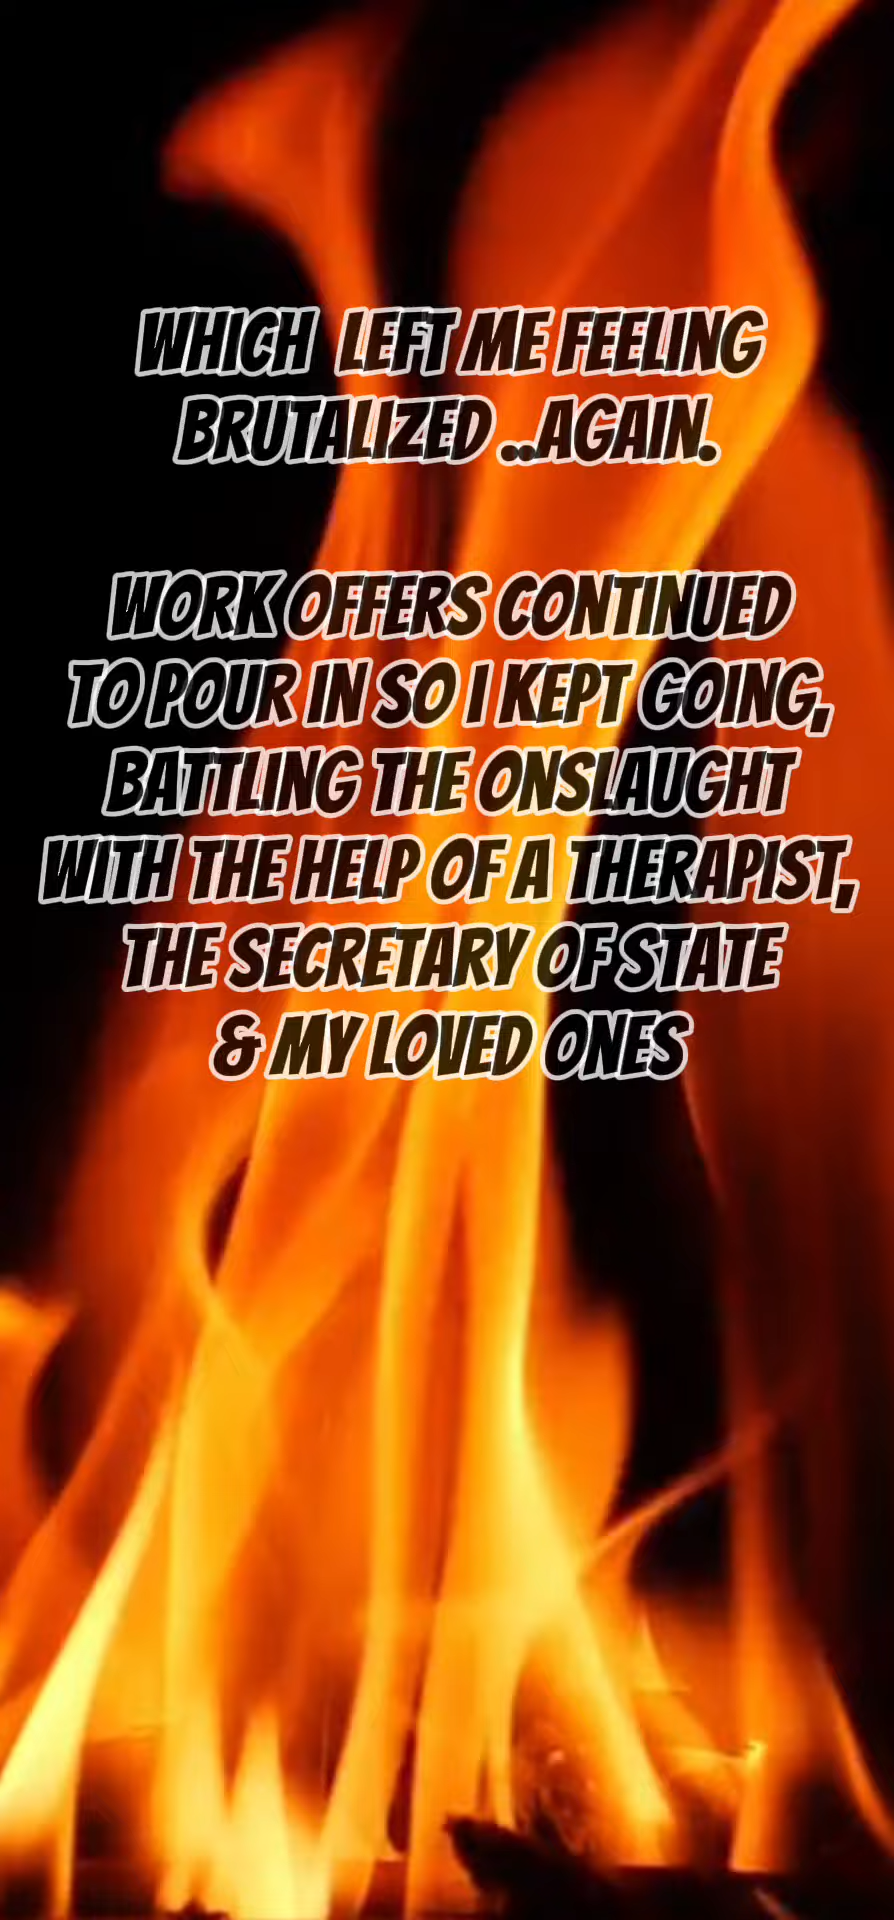 WHICH LEFT ME FEELING
BRUTALIZED ..AGAIN.
WORK OFFERS CONTINUED
TO POUR IN SO I KEPT GOING,
BATTLING THE ONSLAUGHT
WITH THE HELP OF A THERAPIST,
THE SECRETARY OF STATE
& MY LOVED ONES